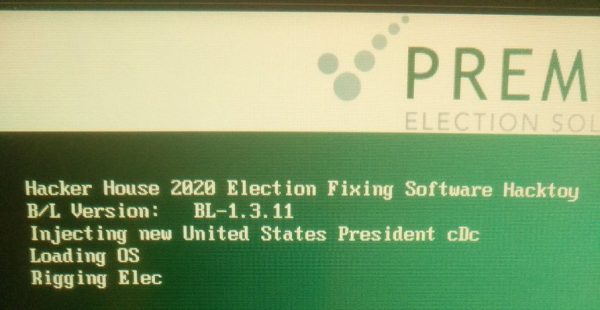 PREM
ELECTION SOL
Hacker House 2020 Election Fixing Software Hacktoy
B/L Version: BL-1.3.11
Injecting new United States President cDc
Loading OS
Rigging Elec